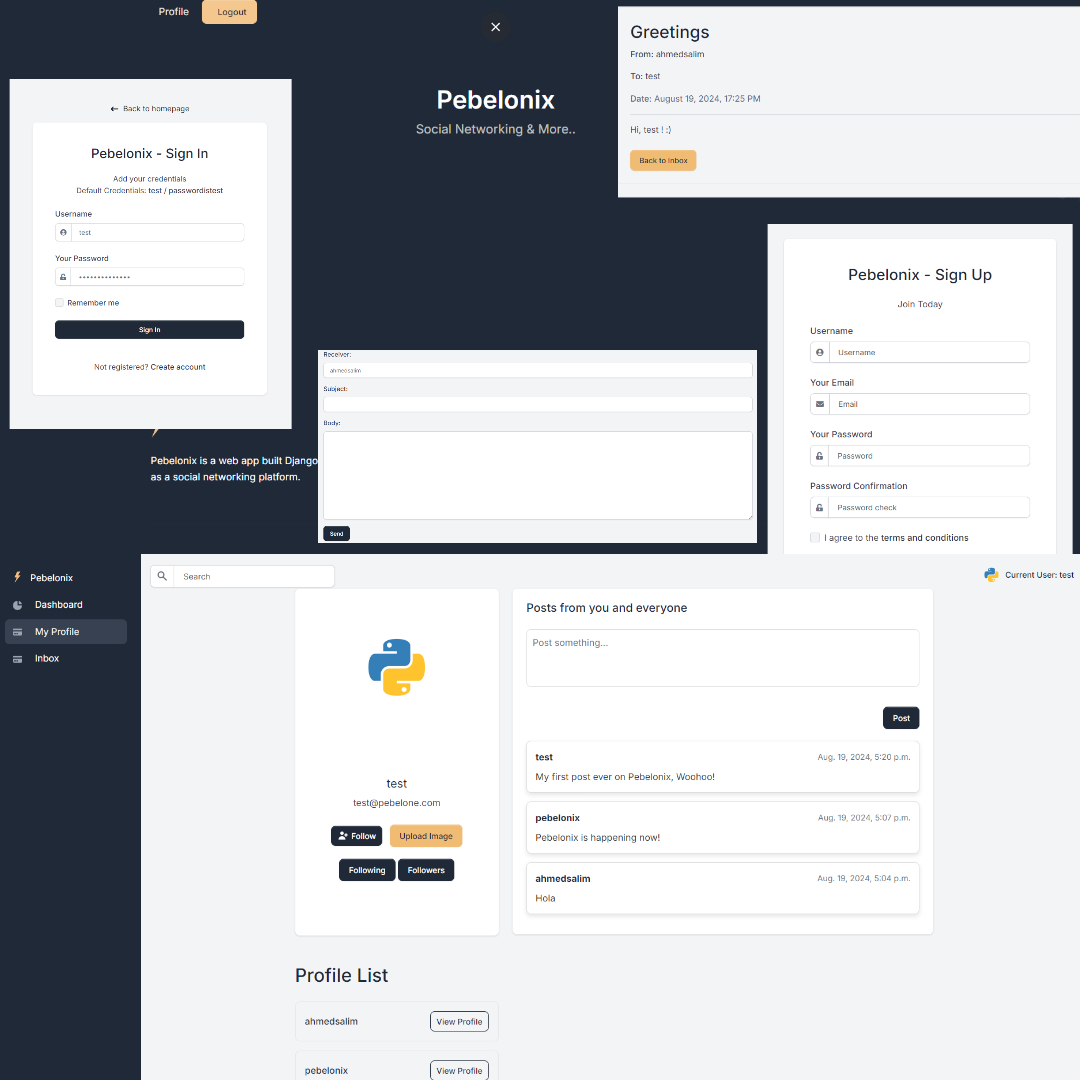 Profile
Logout
Pebelonix
Social Networking & More..
Greetings
From: ahmedsalim
To: test
Date: August 19, 2024, 17:25 PM
Hi, test ! :)
Back to Inbox
Back to homepage
Pebelonix - Sign In
Add your credentials
Default Credentials: test / passwordistest
Username
test
Your Password
Remember me
Sign In
Not registered? Create account
Pebelonix is a web app built Django
as a social networking platform.
Receiver:
ahmedsalim
Subject:
Body:
Send
Pebelonix - Sign Up
Join Today
Username
Username
Your Email
Email
Your Password
Password
Password Confirmation
Password check
I agree to the terms and conditions
Pebelonix
Dashboard
My Profile
Inbox
Search
Current User: test
test
test@pebelone.com
Follow
Upload Image
Following
Followers
Posts from you and everyone
Post something...
Post
test
Aug. 19, 2024, 5:20 p.m.
My first post ever on Pebelonix, Woohoo!
pebelonix
Aug. 19, 2024, 5:07 p.m.
Pebelonix is happening now!
ahmedsalim
Aug. 19, 2024, 5:04 p.m.
Hola
Profile List
ahmedsalim
View Profile
pebelonix
View Profile